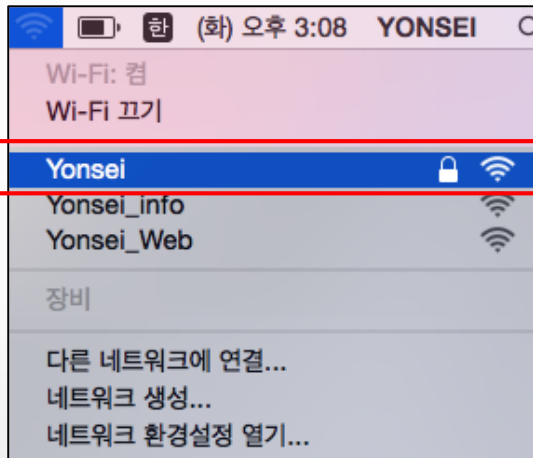 한 (화) 오후 3:08 YONSEI
Wi-Fi: 켬
Wi-Fi 끄기
Yonsei
Yonsei_info
Yonsei_Web
장비
다른 네트워크에 연결...
네트워크 생성...
네트워크 환경설정 열기...